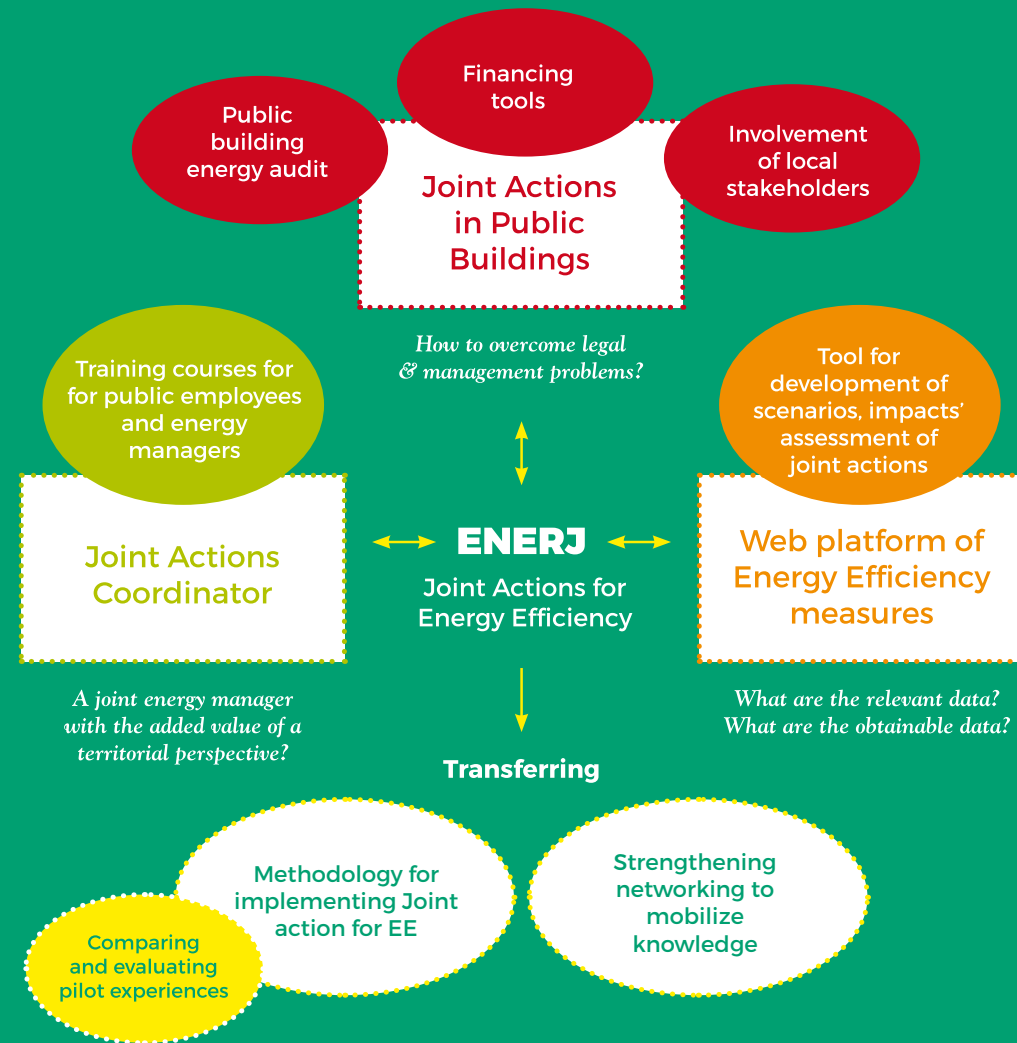 Financing
tools
Public
building
energy audit
Involvement
of local
stakeholders
Joint Actions
in Public
Buildings
How to overcome legal
& management problems?
Training courses for
for public employees
and energy
managers
Tool for
development of
scenarios, impacts’
assessment of
joint actions
Joint Actions
Coordinator
ENERJ
Joint Actions for
Energy Efficiency
Web platform of
Energy Efficiency
measures
A joint energy manager
with the added value of a
territorial perspective?
What are the relevant data?
What are the obtainable data?
Transferring
Methodology for
implementing Joint
action for EE
Strengthening
networking to
mobilize
knowledge
Comparing
and evaluating
pilot experiences